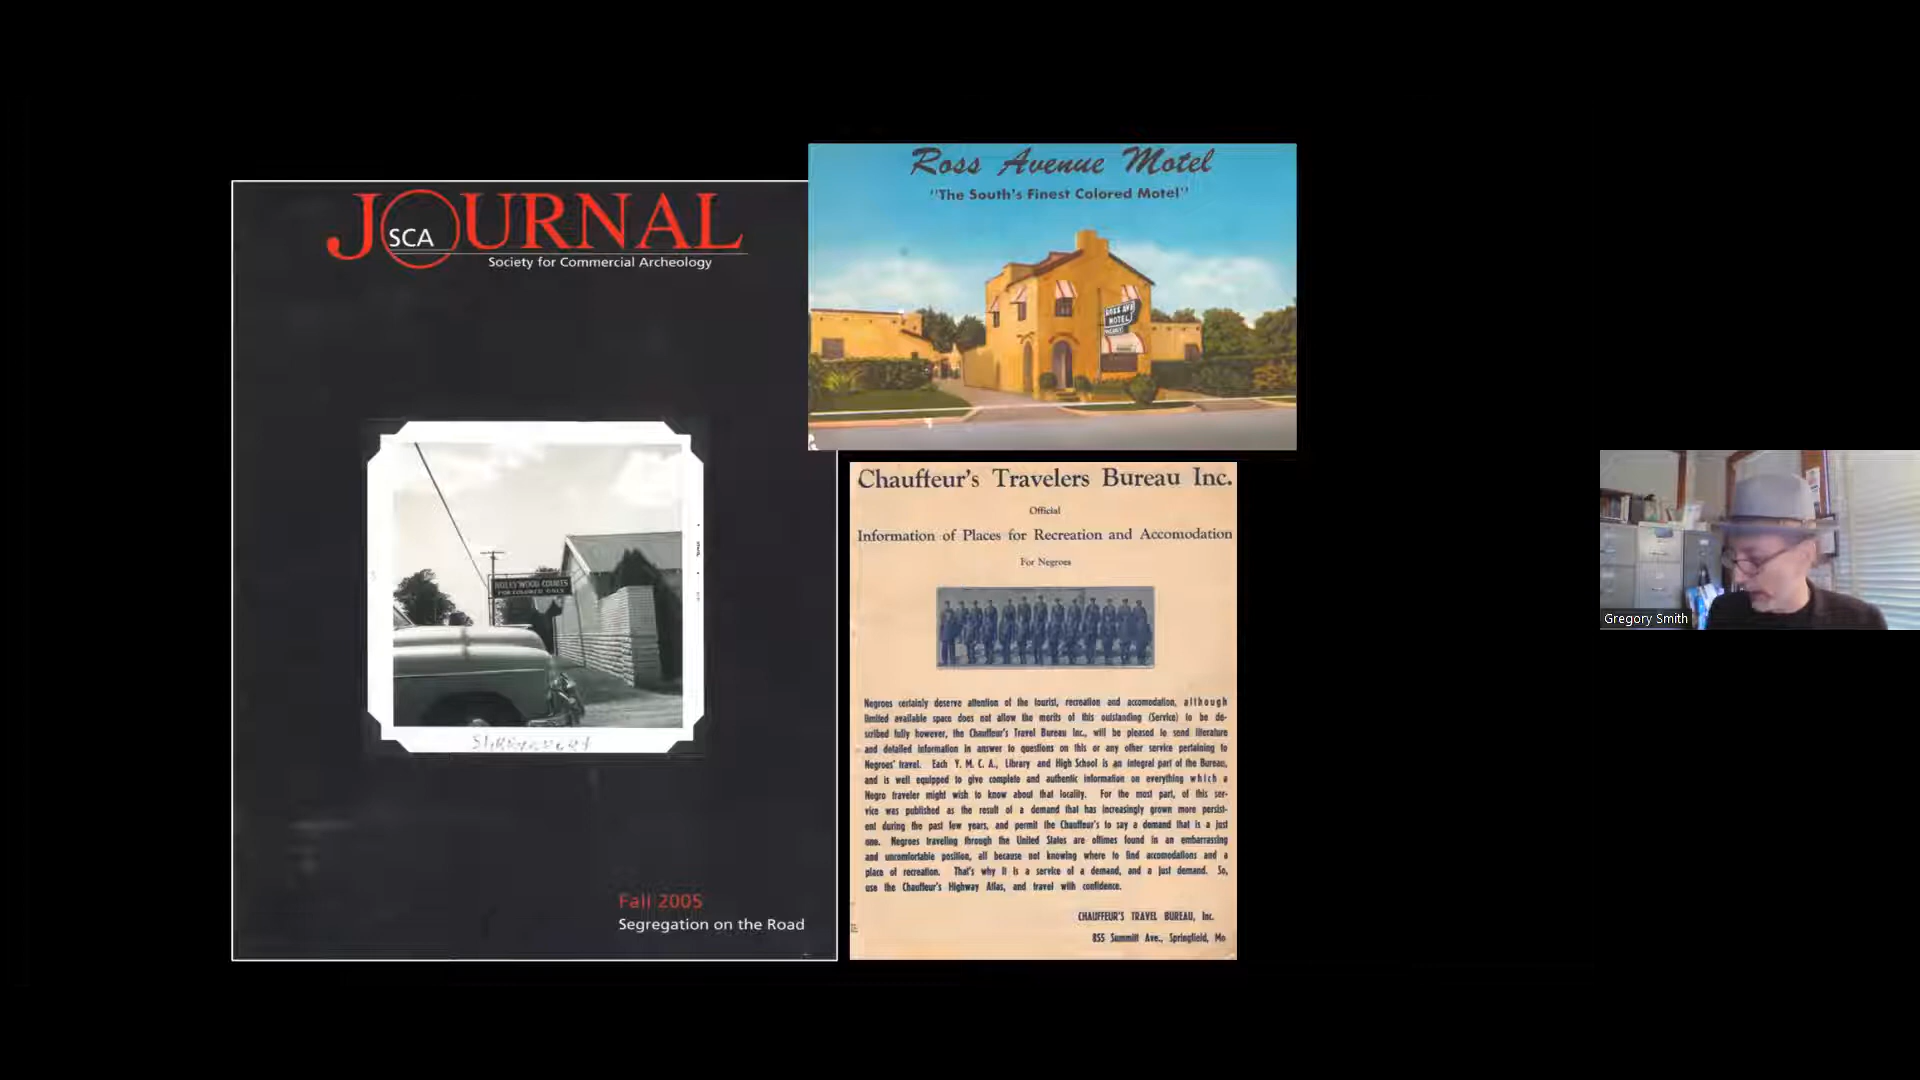 JOURNAL
SCA
Society for Commercial Archeology
HOLLYWOOD COURTS
FOR COLORED ONLY
SHREVEPORT
Fall 2005
Segregation on the Road
Ross Avenue Motel
"The South's Finest Colored Motel"
ROSS AVE
MOTEL
Chauffeur's Travelers Bureau Inc.
Official
Information of Places for Recreation and Accomodation
For Negroes
Negroes certainly deserve attention of the tourist, recreation and accomodation, although
limited available space does not allow the merits of this outstanding (Service) to be de-
scribed fully however, the Chauffeur's Travel Bureau Inc., will be pleased to send literature
and detailed information in answer to questions on this or any other service pertaining to
Negroes' travel. Each Y. M. C. A., Library and High School is an integral part of the Bureau,
and is well equipped to give complete and authentic information on everything which a
Negro traveler might wish to know about that locality. For the most part, of this ser-
vice was published as the result of a demand that has increasingly grown more persist-
ent during the past few years, and permit the Chauffeur's to say a demand that is a just
one. Negroes traveling through the United States are oftimes found in an embarrassing
and uncomfortable position, all because not knowing where to find accomodations and a
place of recreation. That's why it is a service of a demand, and a just demand. So,
use the Chauffeur's Highway Atlas, and travel with confidence.
CHAUFFEUR'S TRAVEL BUREAU, Inc.
855 Summitt Ave., Springfield, Mo
Gregory Smith